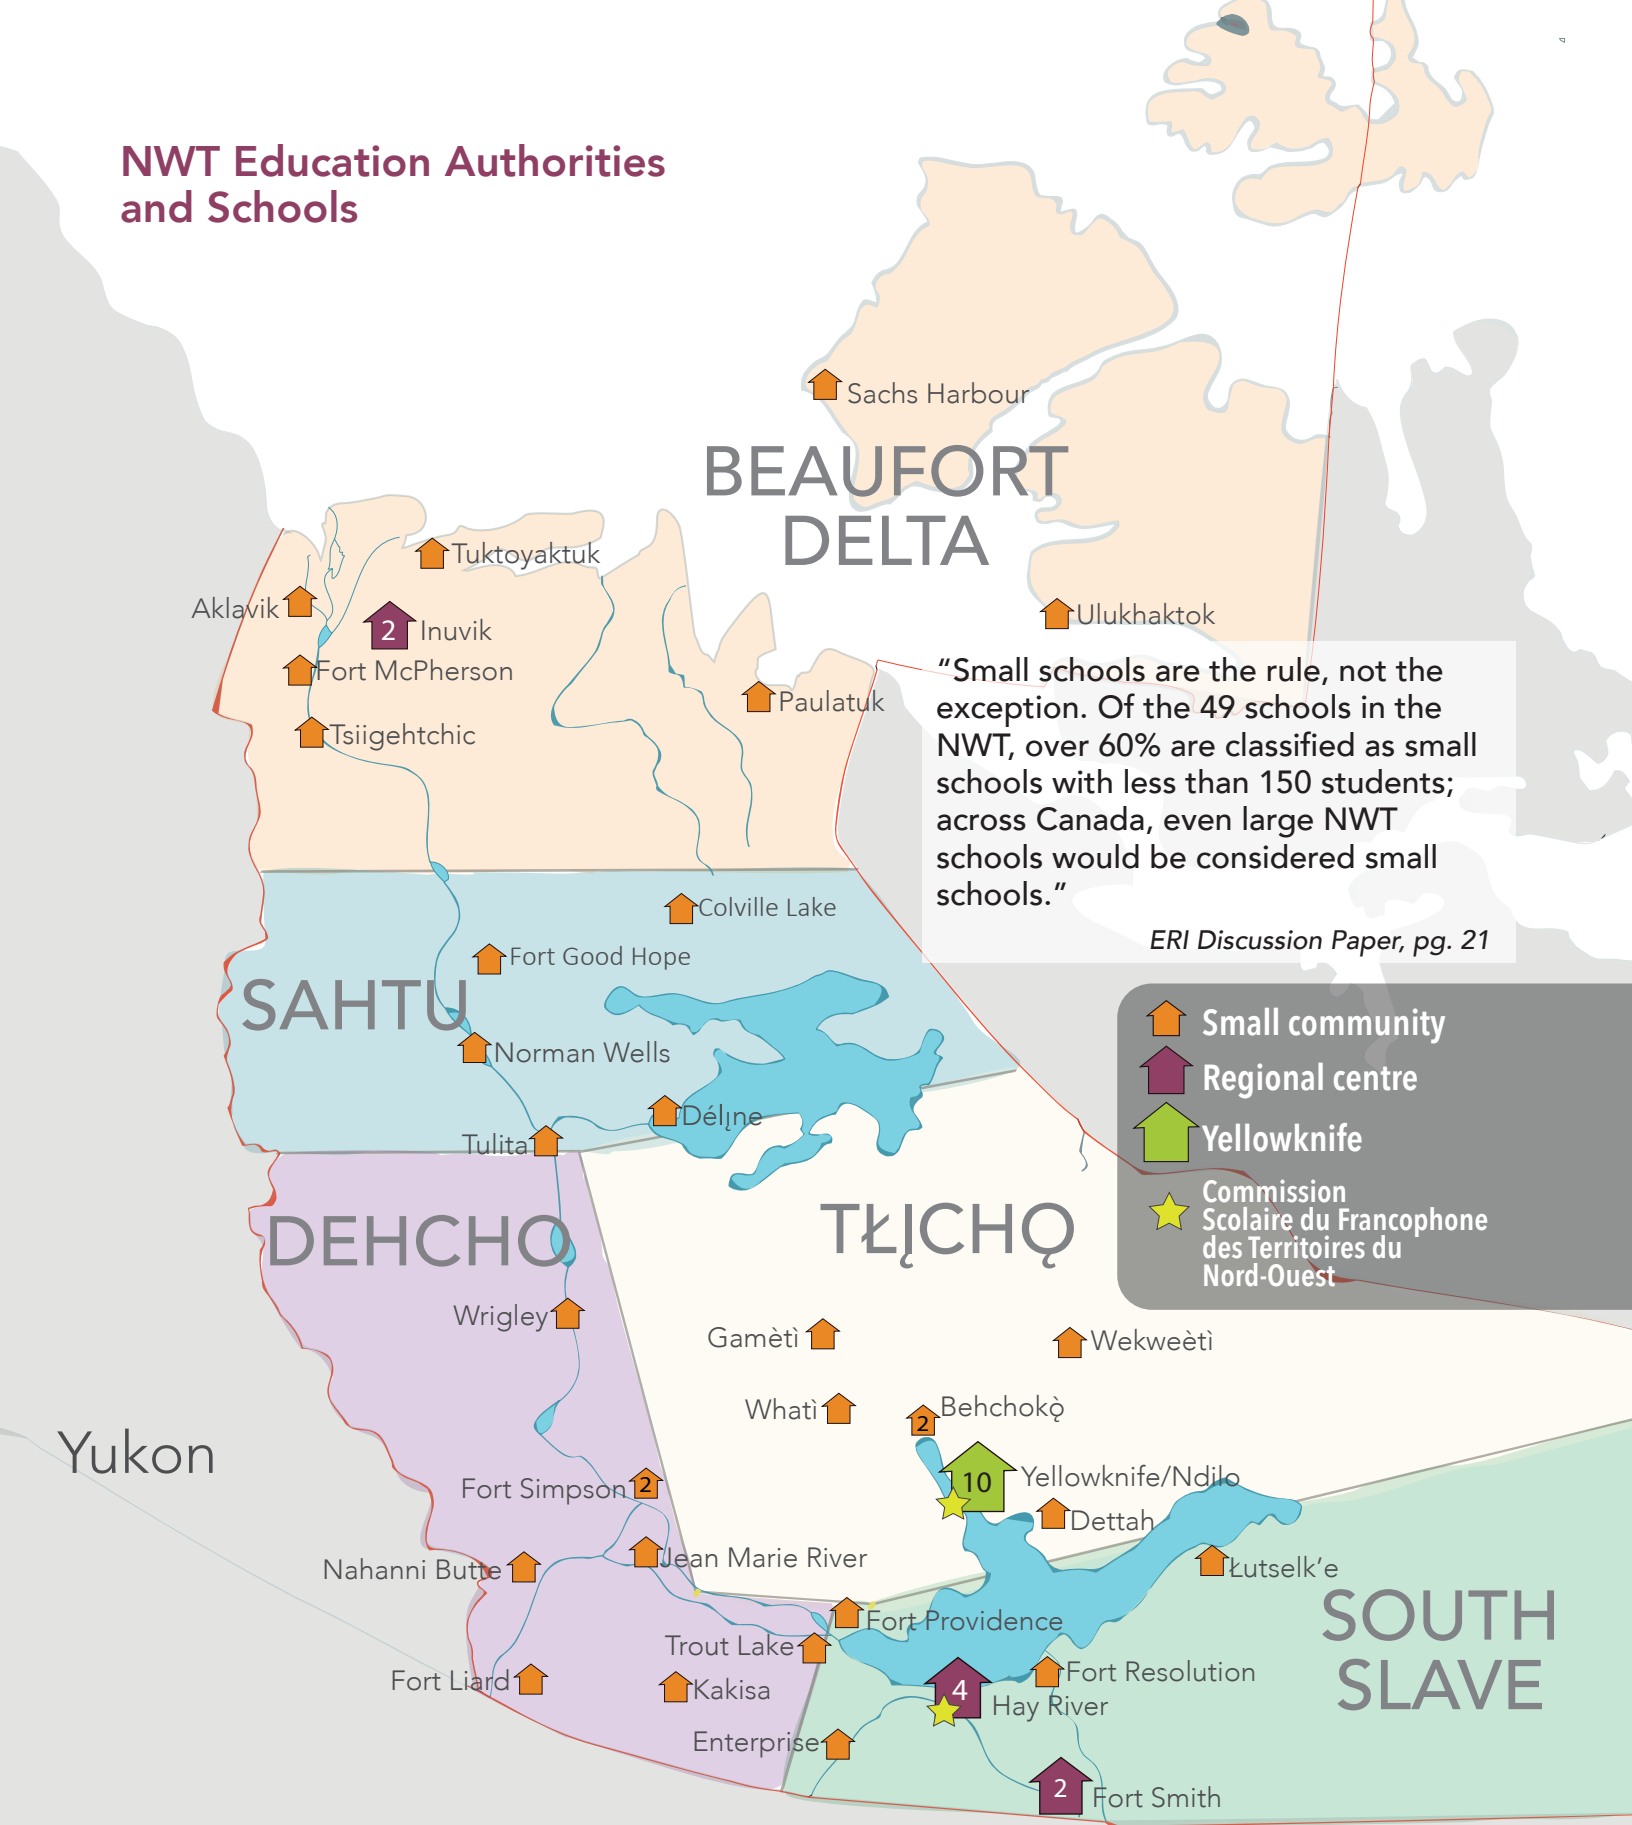 NWT Education Authorities
and Schools
Sachs Harbour
BEAUFORT
DELTA
Tuktoyaktuk
Aklavik
2
Inuvik
Ulukhaktok
Fort McPherson
Paulatuk
Tsiigehtchic
“Small schools are the rule, not the
exception. Of the 49 schools in the
NWT, over 60% are classified as small
schools with less than 150 students;
across Canada, even large NWT
schools would be considered small
schools.”
ERI Discussion Paper, pg. 21
Colville Lake
Fort Good Hope
SAHTU
Norman Wells
Délı̨ne
Tulita
Small community
Regional centre
Yellowknife
Commission
Scolaire du Francophone
des Territoires du
Nord-Ouest
DEHCHO
TŁĮCHǪ
Wrigley
Gamètì
Wekweètì
Whatì
2
Behchokǫ̀
Yukon
10
Yellowknife/Ndilo
Fort Simpson
2
Dettah
Jean Marie River
Nahanni Butte
Łutselk’e
Fort Providence
SOUTH
SLAVE
Trout Lake
Fort Resolution
Fort Liard
Kakisa
4
Hay River
Enterprise
2
Fort Smith